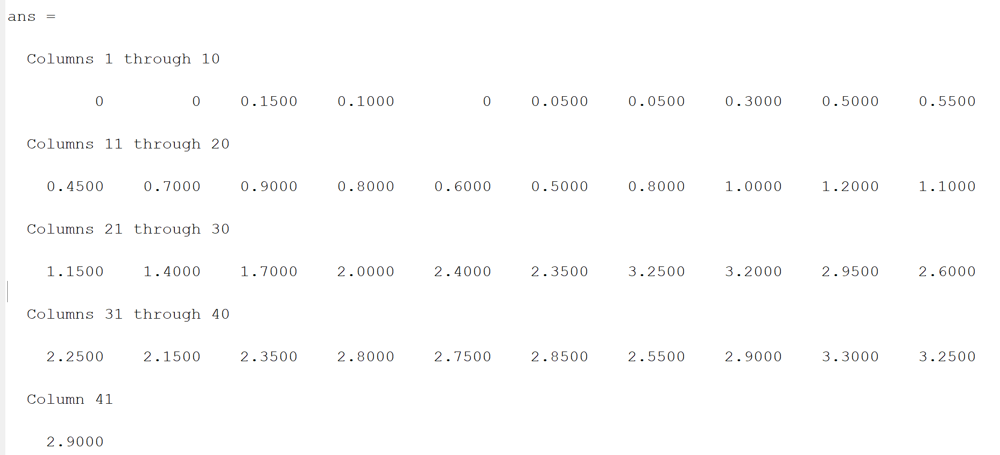 ans =
Columns 1 through 10
0 0 0.1500 0.1000 0 0.0500 0.0500 0.3000 0.5000 0.5500
Columns 11 through 20
0.4500 0.7000 0.9000 0.8000 0.6000 0.5000 0.8000 1.0000 1.2000 1.1000
Columns 21 through 30
1.1500 1.4000 1.7000 2.0000 2.4000 2.3500 3.2500 3.2000 2.9500 2.6000
Columns 31 through 40
2.2500 2.1500 2.3500 2.8000 2.7500 2.8500 2.5500 2.9000 3.3000 3.2500
Column 41
2.9000